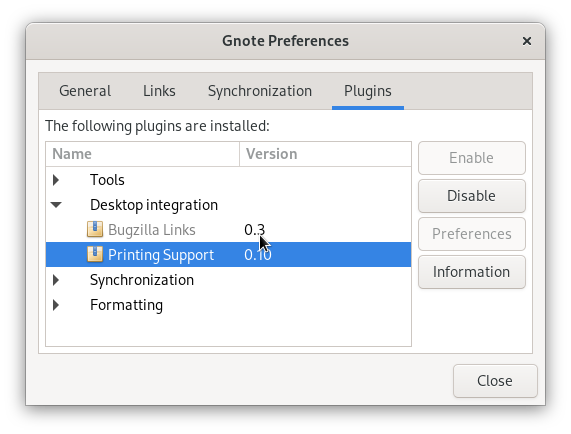 Gnote Preferences
General Links Synchronization Plugins
The following plugins are installed:
Name Version
Enable
Tools
Disable
Desktop integration
Bugzilla Links 0.3
Preferences
Printing Support 0.10
Information
Synchronization
Formatting
Close